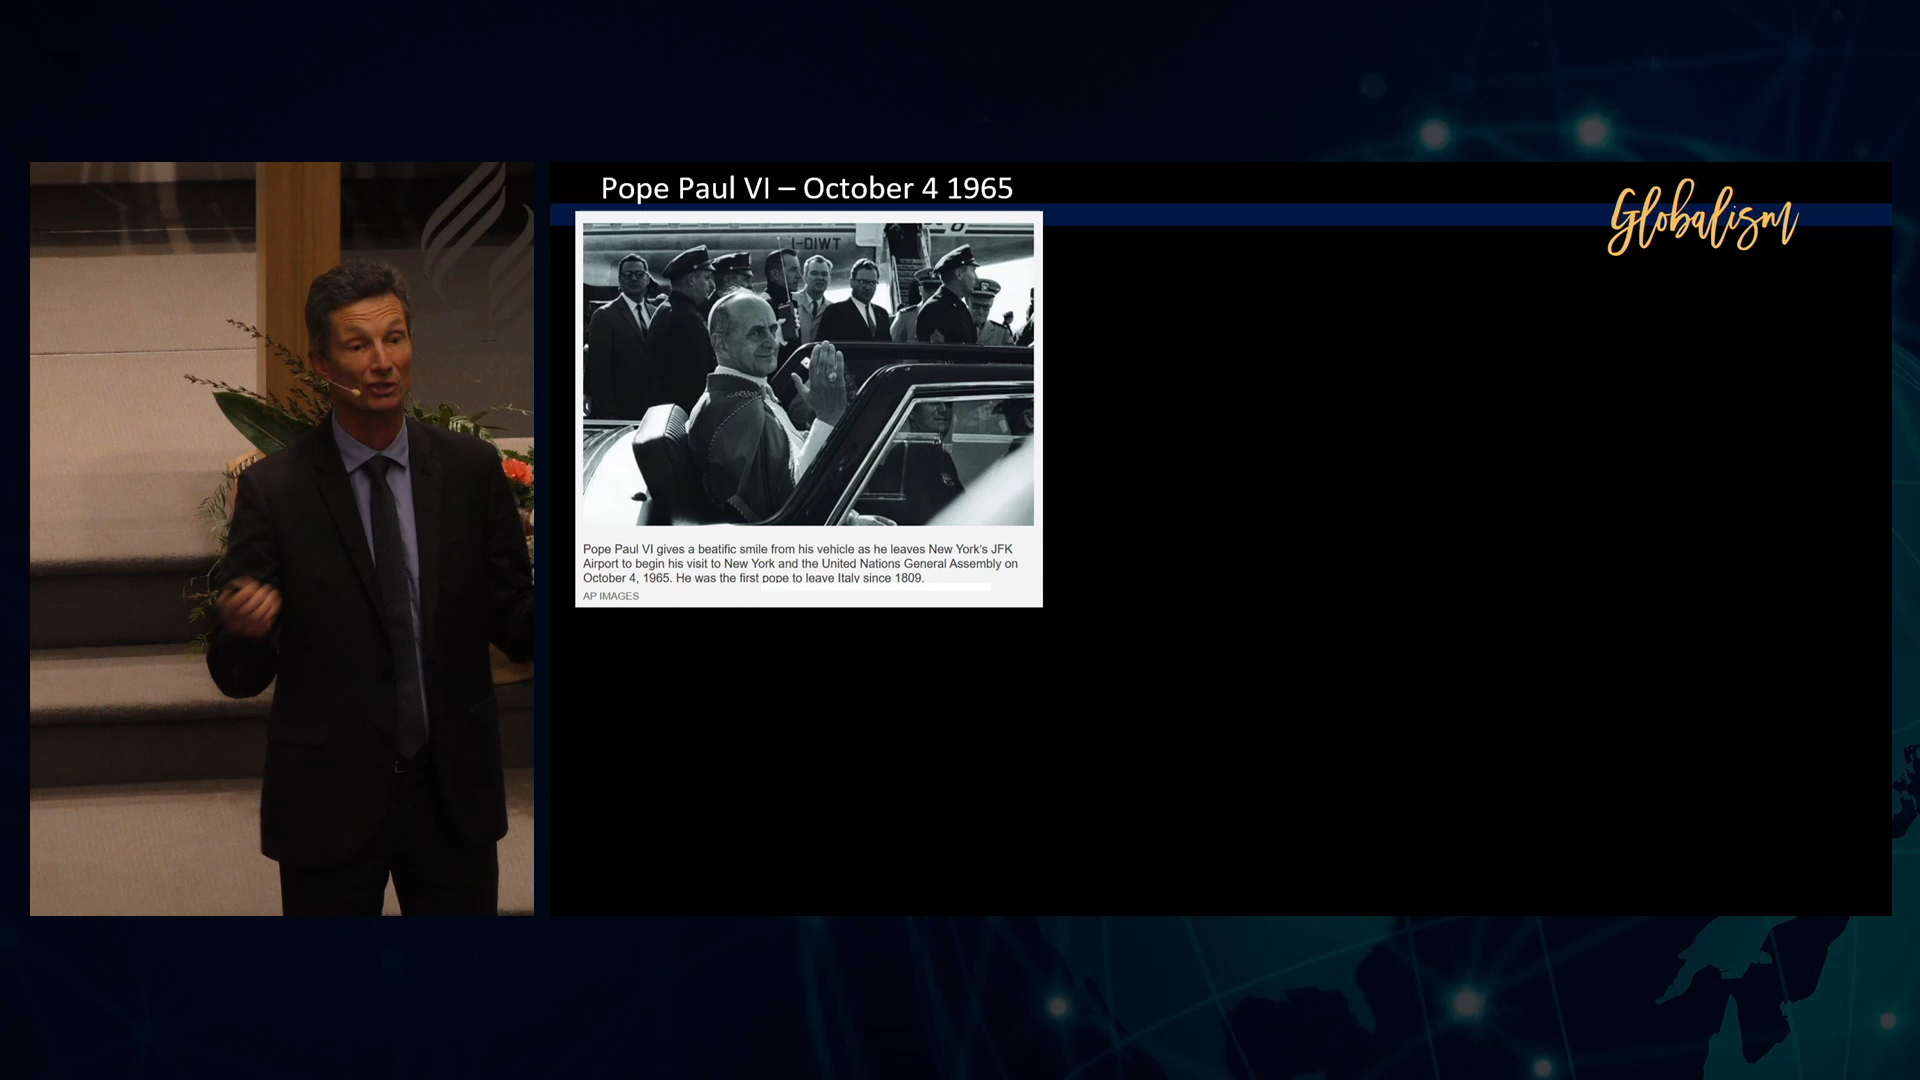 Pope Paul VI – October 4 1965
Globalism
I-DIWT
Pope Paul VI gives a beatific smile from his vehicle as he leaves New York's JFK
Airport to begin his visit to New York and the United Nations General Assembly on
October 4, 1965. He was the first pope to leave Italy since 1809.
AP IMAGES